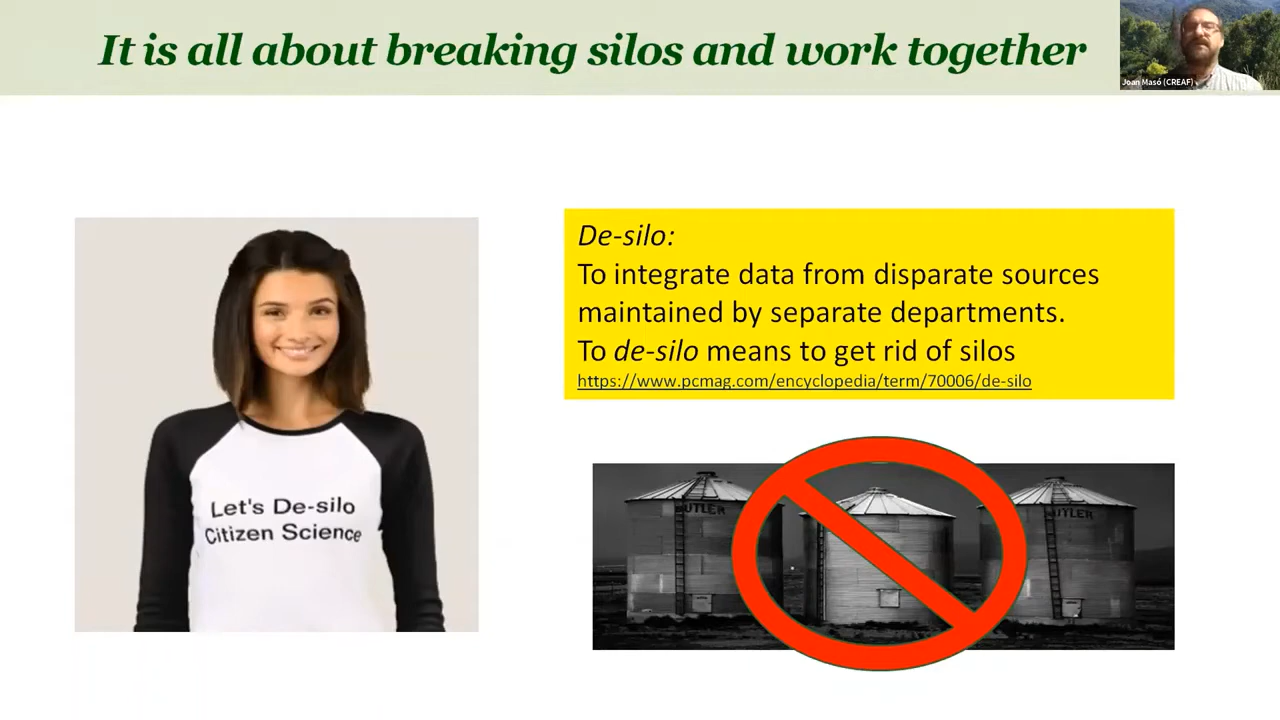 It is all about breaking silos and work together
Joan Masó (CREAF)
De-silo:
To integrate data from disparate sources
maintained by separate departments.
To de-silo means to get rid of silos
https://www.pcmag.com/encyclopedia/term/70006/de-silo
Let's De-silo
Citizen Science
UTLER
UTLER